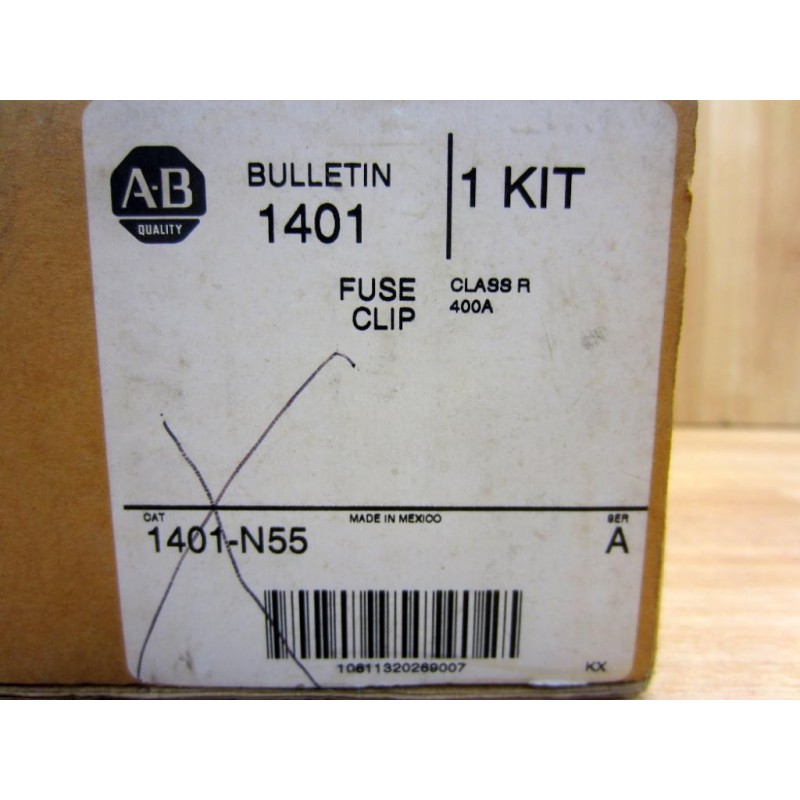 A-B
QUALITY
BULLETIN
1401
1 KIT
FUSE
CLIP
CLASS R
400A
CAT
MADE IN MEXICO
SER
1401-N55
A
10611320269007
KX